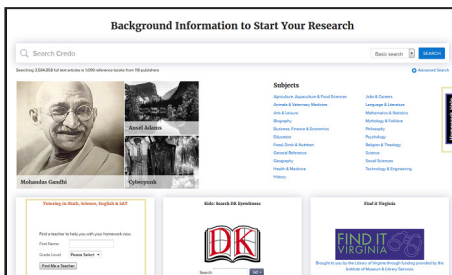 Background Information to Start Your Research
Search Credo
Basic search
SEARCH
Searching 3,584,858 full text articles in 1,099 reference books from 118 publishers
Advanced Search
Mohandas Gandhi
Ansel Adams
Cyberpunk
Subjects
Agriculture, Aquaculture & Food Sciences
Animals & Veterinary Medicine
Arts & Leisure
Biography
Business, Finance & Economics
Education
Food, Drink & Nutrition
General Reference
Geography
Health & Medicine
History
Jobs & Careers
Language & Literature
Mathematics & Statistics
Mythology & Folklore
Philosophy
Psychology
Religion & Theology
Science
Social Sciences
Technology & Engineering
Tutoring in Math, Science, English & SAT
Find a teacher to help you with your homework now.
First Name
Grade Level
Please Select
Find Me a Teacher
Kids: Search DK Eyewitness
DK
Search
GO
Find it Virginia
FIND IT
VIRGINIA
Brought to you by the Library of Virginia through funding provided by the
Institute of Museum & Library Services